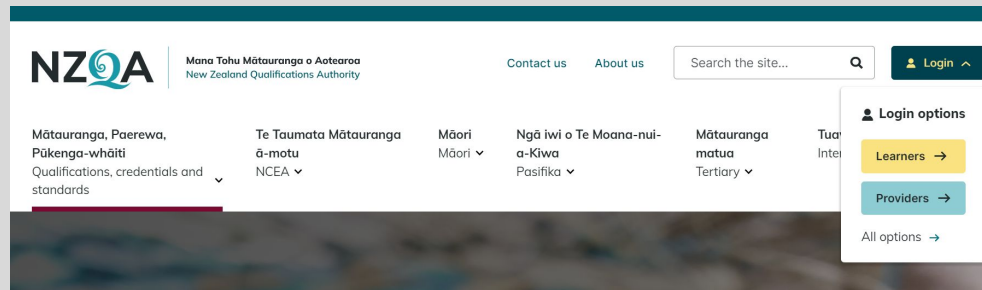 NZQA
Mana Tohu Mātauranga o Aotearoa
New Zealand Qualifications Authority
Contact us
About us
Search the site...
Login
Login options
Learners →
Providers →
All options →
Mātauranga, Paerewa,
Pūkenga-whāiti
Qualifications, credentials and
standards
Te Taumata Mātauranga
ā-motu
NCEA
Māori
Māori
Ngā iwi o Te Moana-nui-
a-Kiwa
Pasifika
Mātauranga
matua
Tertiary